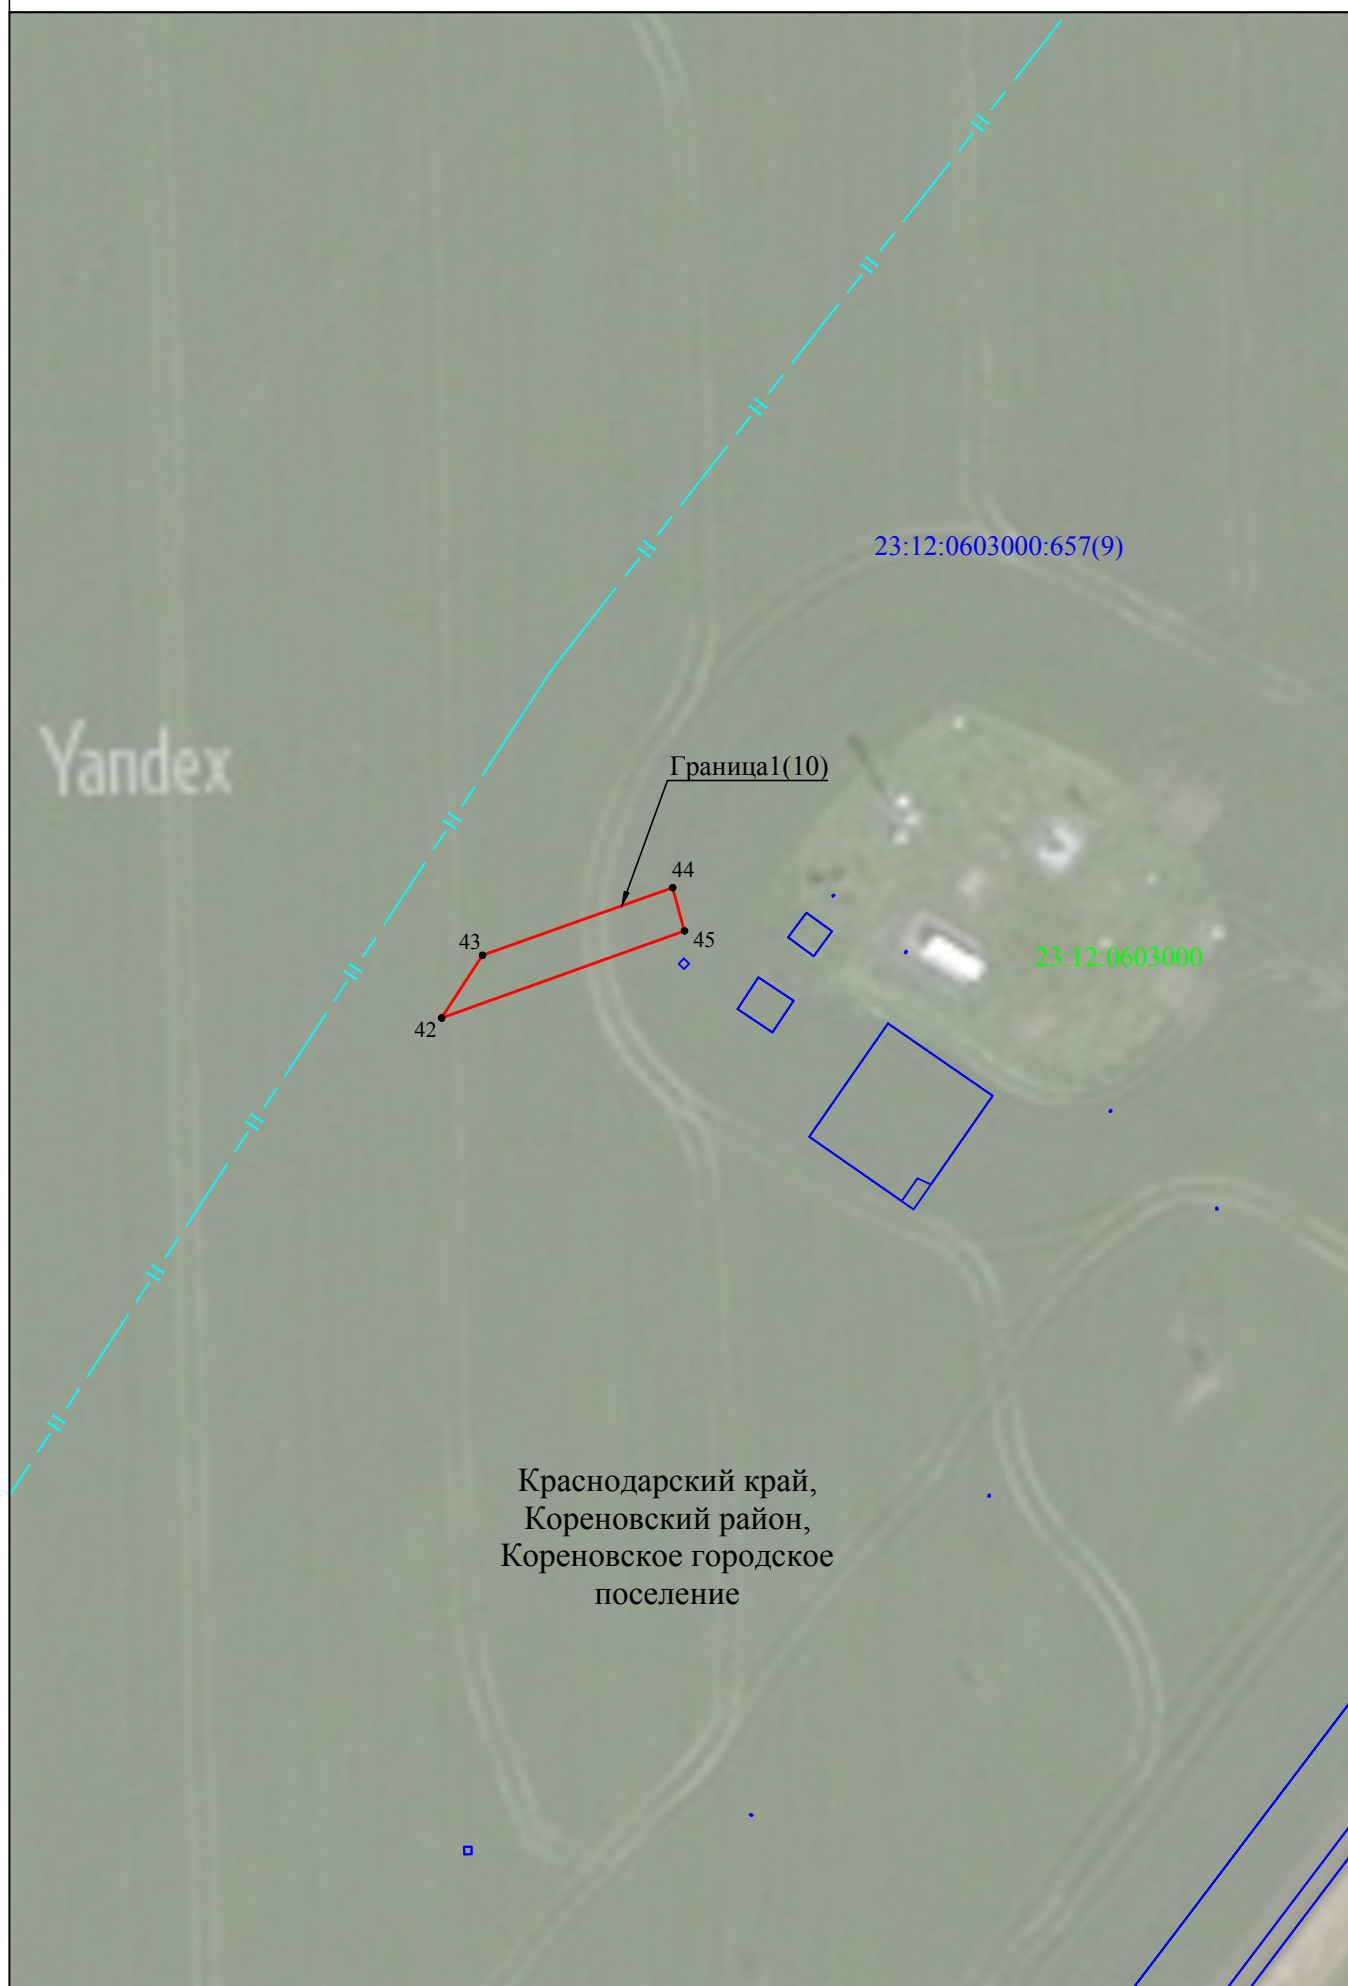 23:12:0603000:657(9)
Yandex
Граница1(10)
44
43
45
23:12:0603000
42
Краснодарский край,
Кореновский район,
Кореновское городское
поселение